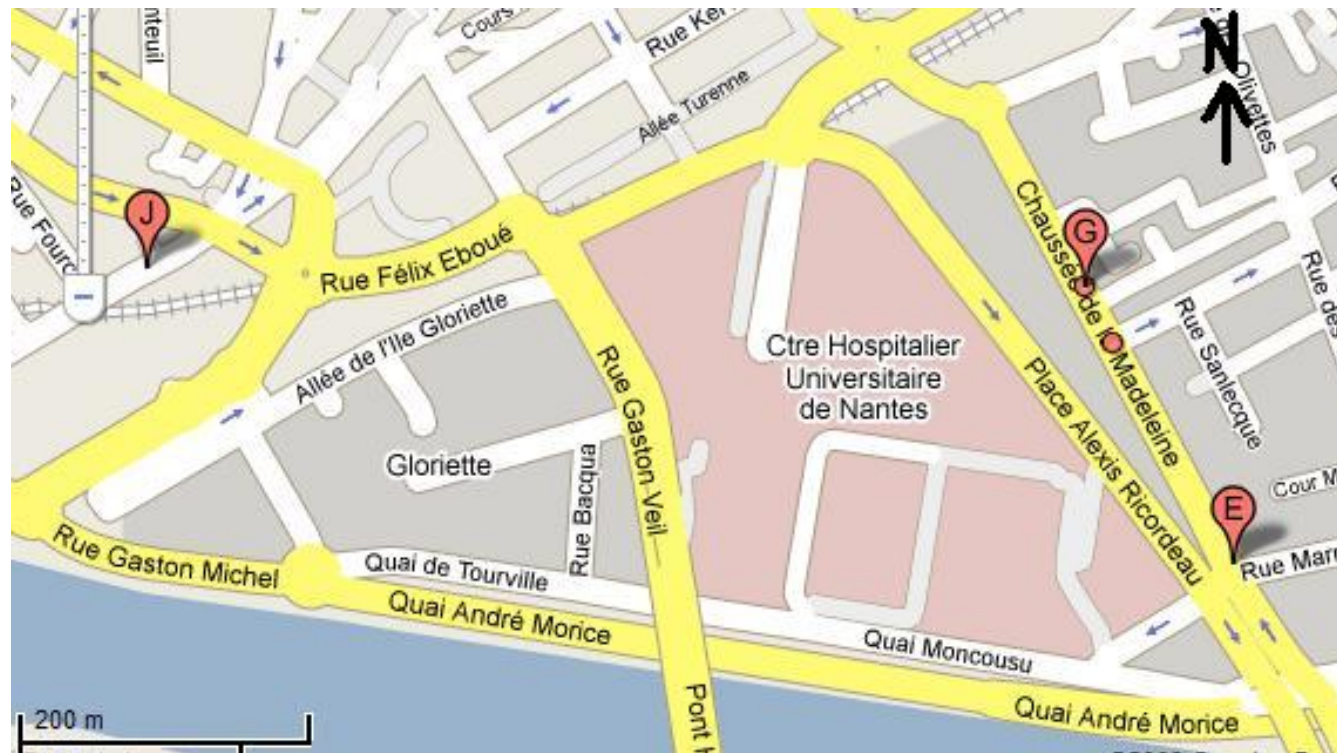 nteuil
Cours
Rue Ker
Allée Turenne
N
Olivettes
Rue Fourc
J
Rue Félix Eboué
Chaussée de l
Madeleine
G
Allée de l'Ile Gloriette
Rue des
Rue Sanlecque
Ctre Hospitalier
Universitaire
de Nantes
Rue Gaston Veil
Place Alexis Ricordeau
Gloriette
Rue Bacqua
Cour M
E
Rue Gaston Michel
Quai de Tourville
Rue Mar
Quai André Morice
Quai Moncousu
Pont H
Quai André Morice
200 m